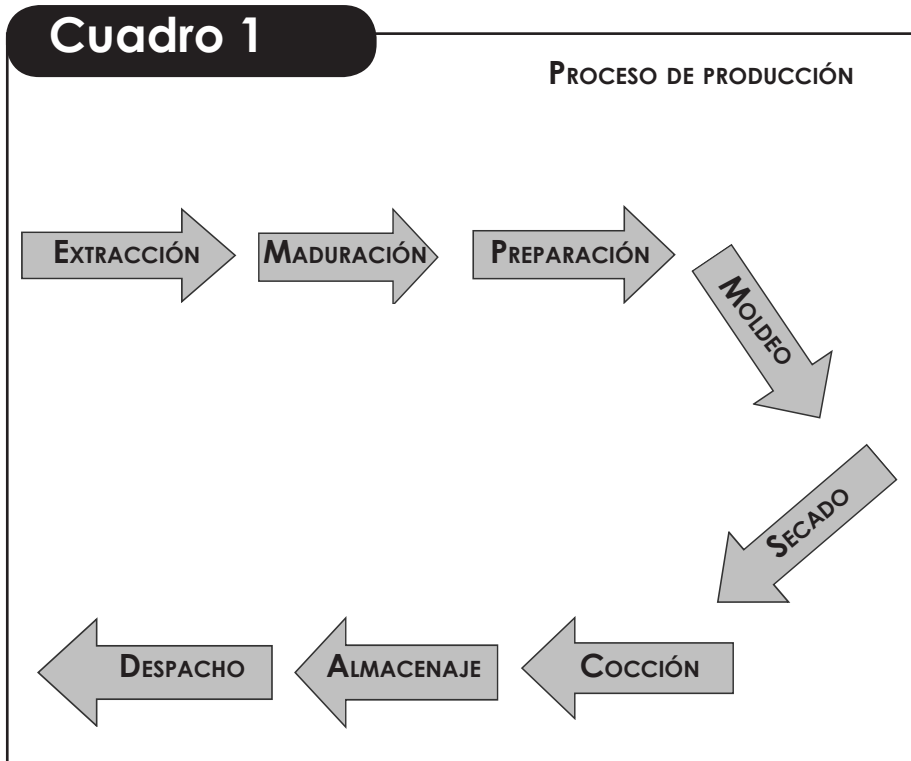 Cuadro 1
Proceso de producción
Extracción
Maduración
Preparación
Moldeo
Secado
Cocción
Almacenaje
Despacho